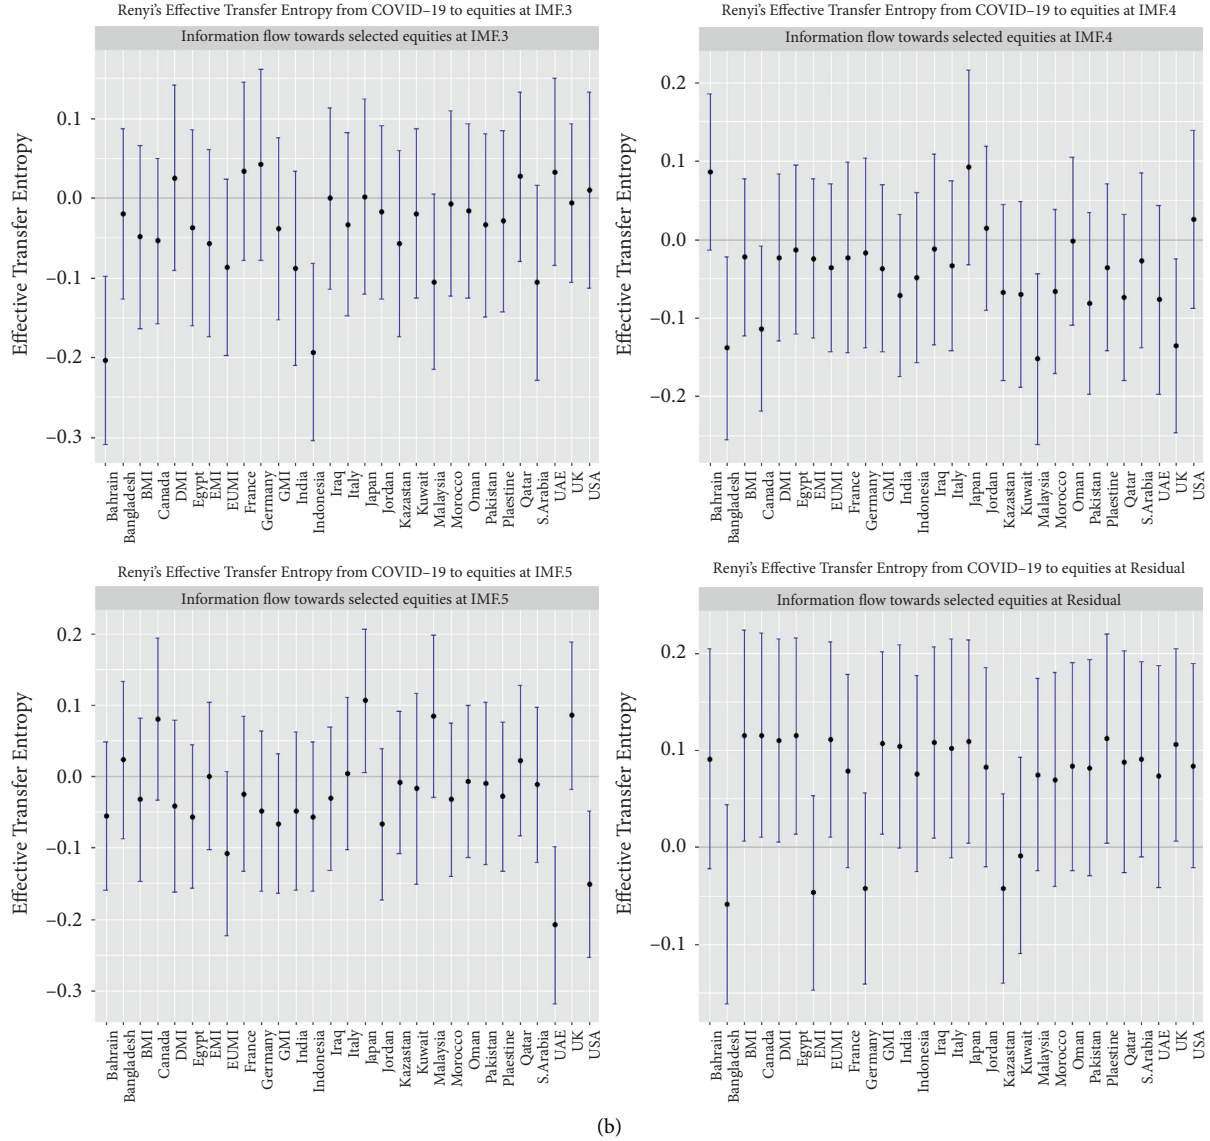 Renyi's Effective Transfer Entropy from COVID–19 to equities at IMF.3
Information flow towards selected equities at IMF.3
Effective Transfer Entropy
0.1
0.0
−0.1
−0.2
−0.3
Bahrain
Bangladesh
BMI
Canada
DMI
Egypt
EMI
EUMI
France
Germany
GMI
India
Indonesia
Iraq
Italy
Japan
Jordan
Kazastan
Kuwait
Malaysia
Morocco
Oman
Pakistan
Plaestine
Qatar
S.Arabia
UAE
UK
USA
Renyi's Effective Transfer Entropy from COVID–19 to equities at IMF.4
Information flow towards selected equities at IMF.4
Effective Transfer Entropy
0.2
0.1
0.0
−0.1
−0.2
Bahrain
Bangladesh
BMI
Canada
DMI
Egypt
EMI
EUMI
France
Germany
GMI
India
Indonesia
Iraq
Italy
Japan
Jordan
Kazastan
Kuwait
Malaysia
Morocco
Oman
Pakistan
Plaestine
Qatar
S.Arabia
UAE
UK
USA
Renyi's Effective Transfer Entropy from COVID–19 to equities at IMF.5
Information flow towards selected equities at IMF.5
Effective Transfer Entropy
0.2
0.1
0.0
−0.1
−0.2
−0.3
Bahrain
Bangladesh
BMI
Canada
DMI
Egypt
EMI
EUMI
France
Germany
GMI
India
Indonesia
Iraq
Italy
Japan
Jordan
Kazastan
Kuwait
Malaysia
Morocco
Oman
Pakistan
Plaestine
Qatar
S.Arabia
UAE
UK
USA
Renyi's Effective Transfer Entropy from COVID–19 to equities at Residual
Information flow towards selected equities at Residual
Effective Transfer Entropy
0.2
0.1
0.0
−0.1
Bahrain
Bangladesh
BMI
Canada
DMI
Egypt
EMI
EUMI
France
Germany
GMI
India
Indonesia
Iraq
Italy
Japan
Jordan
Kazastan
Kuwait
Malaysia
Morocco
Oman
Pakistan
Plaestine
Qatar
S.Arabia
UAE
UK
USA
(b)